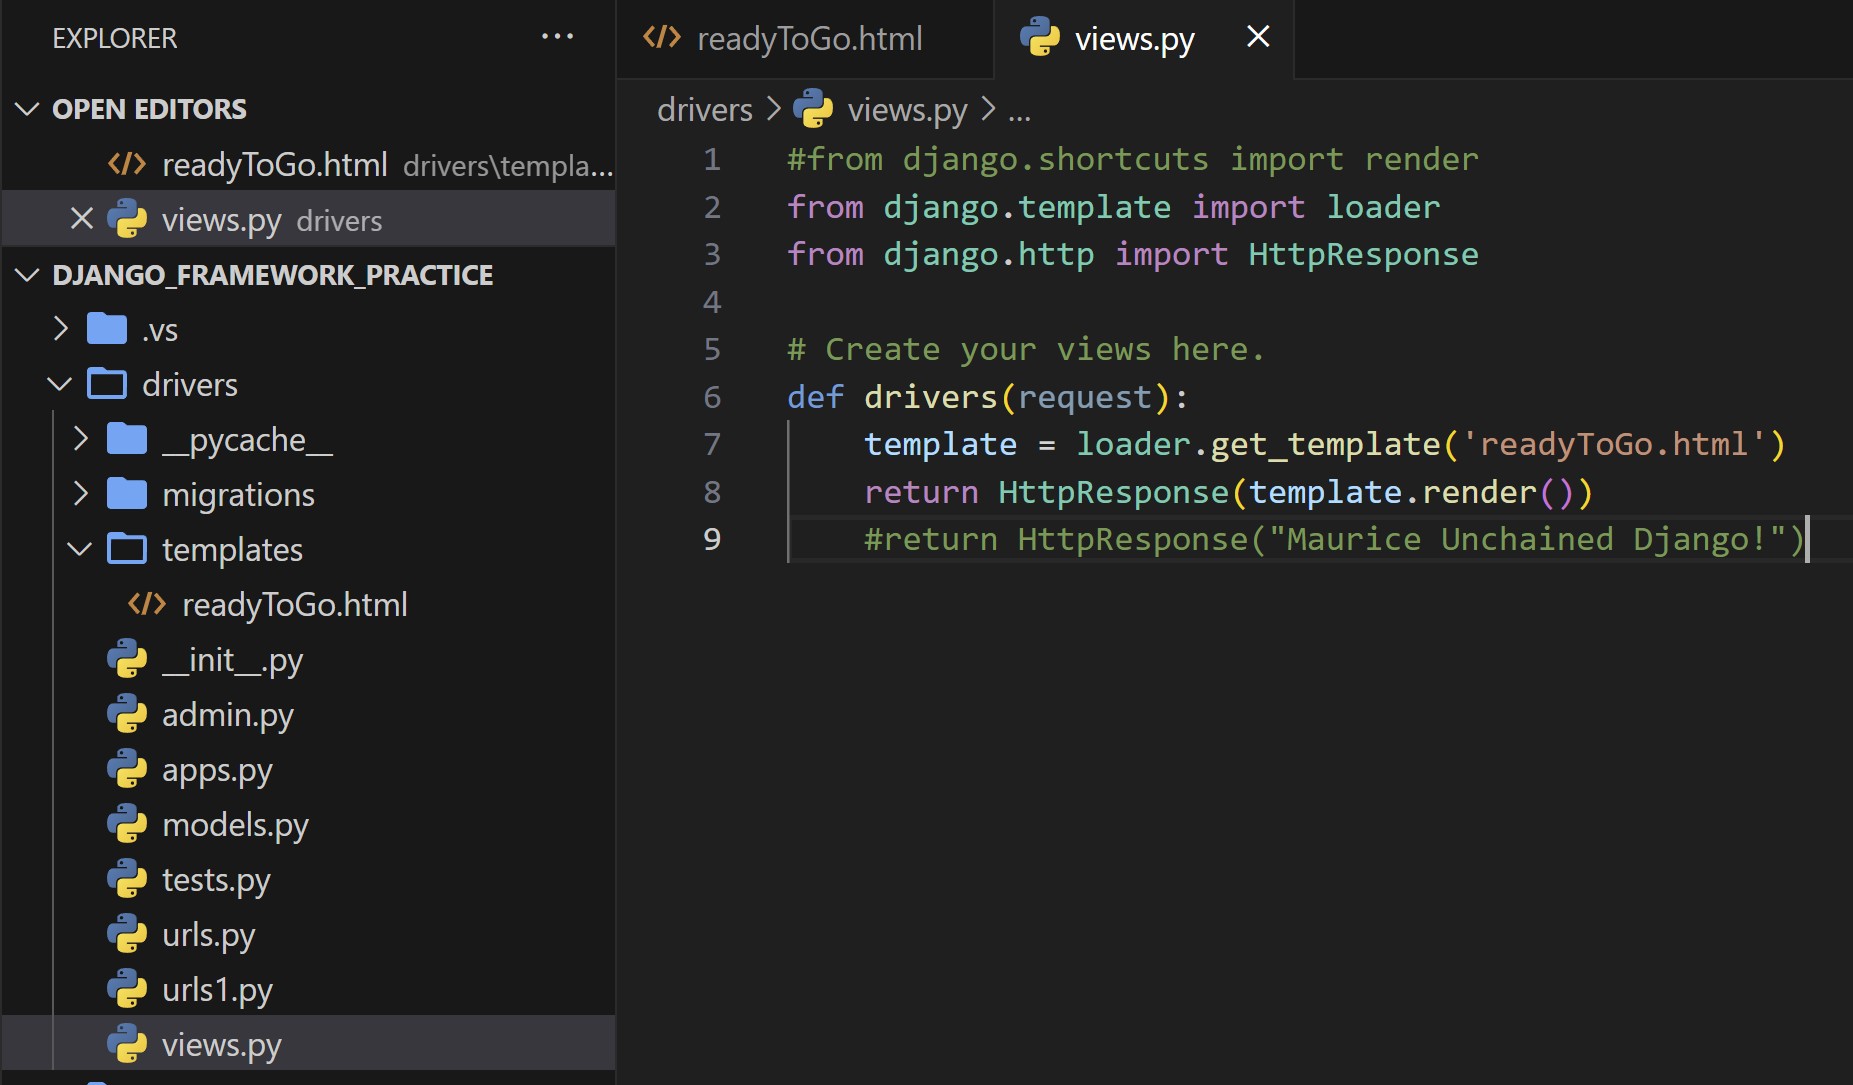 EXPLORER ...
OPEN EDITORS
readyToGo.html drivers\templa...
views.py drivers
DJANGO_FRAMEWORK_PRACTICE
.vs
drivers
__pycache__
migrations
templates
readyToGo.html
__init__.py
admin.py
apps.py
models.py
tests.py
urls.py
urls1.py
views.py
readyToGo.html views.py
drivers > views.py > ...
1 #from django.shortcuts import render
2 from django.template import loader
3 from django.http import HttpResponse
4
5 # Create your views here.
6 def drivers(request):
7 template = loader.get_template('readyToGo.html')
8 return HttpResponse(template.render())
9 #return HttpResponse("Maurice Unchained Django!")